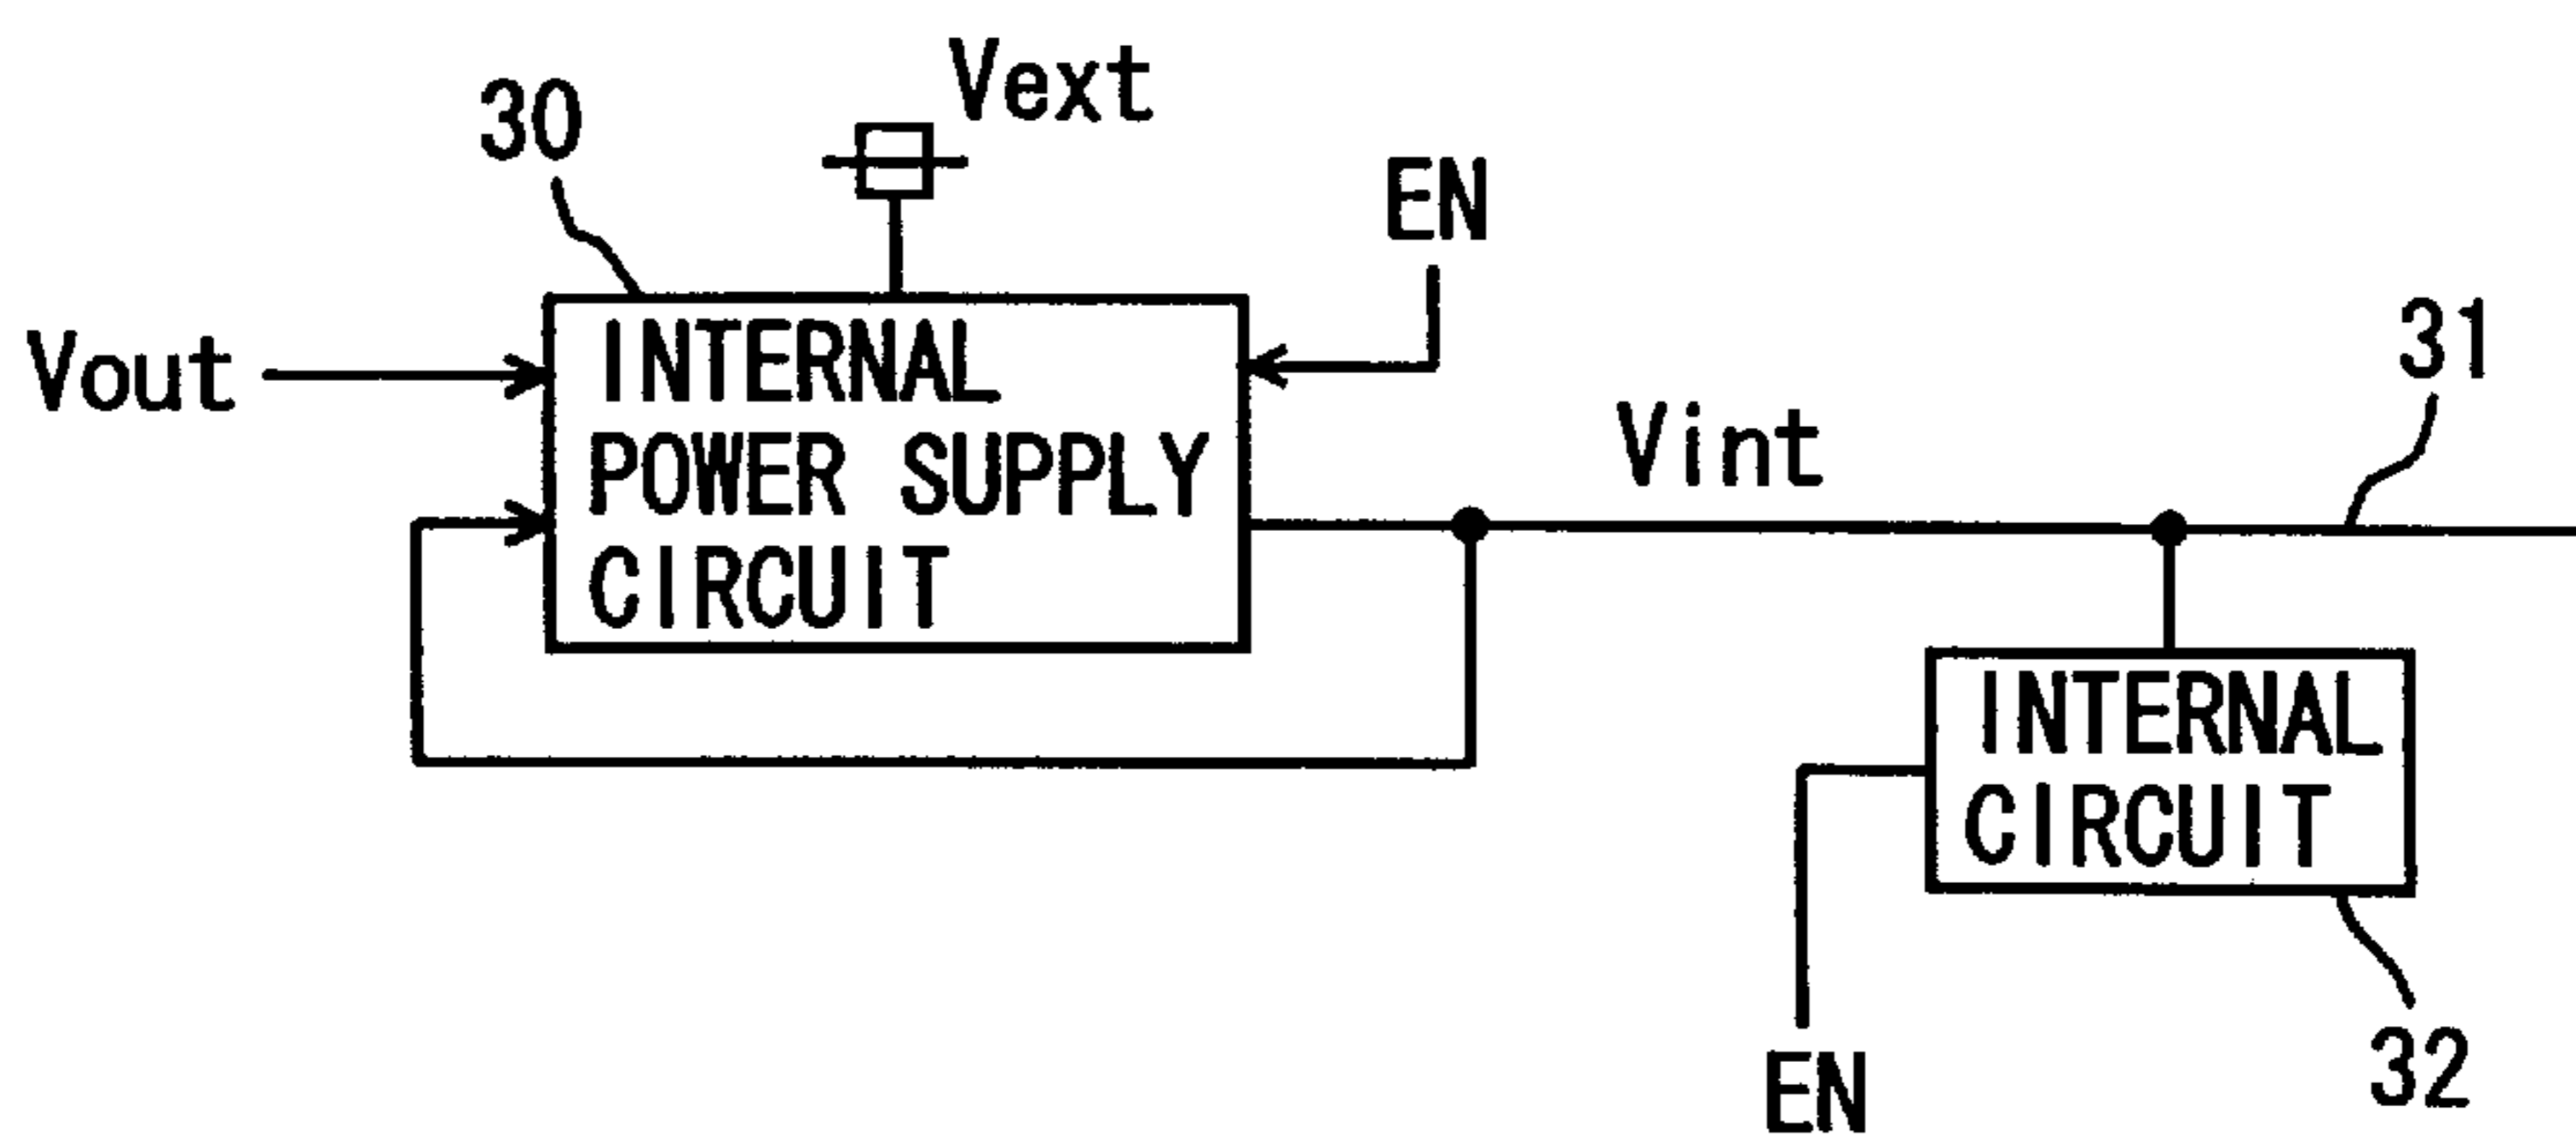 Vext
30
EN
Vout
INTERNAL
POWER SUPPLY
CIRCUIT
Vint
31
INTERNAL
CIRCUIT
EN
32